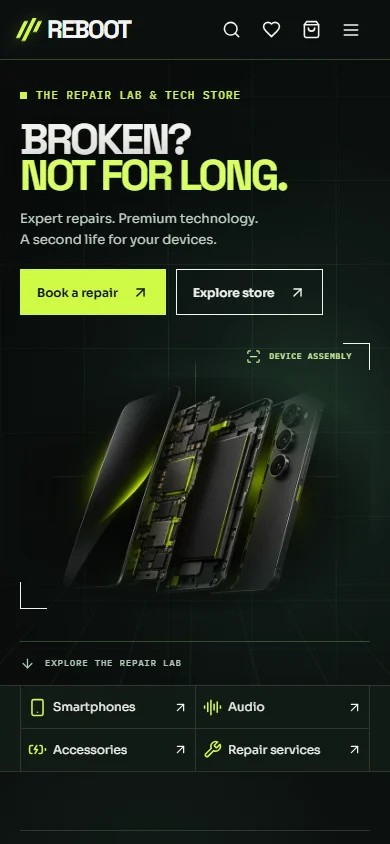 REBOOT
THE REPAIR LAB & TECH STORE
BROKEN?
NOT FOR LONG.
Expert repairs. Premium technology.
A second life for your devices.
Book a repair
Explore store
DEVICE ASSEMBLY
EXPLORE THE REPAIR LAB
Smartphones
Audio
Accessories
Repair services